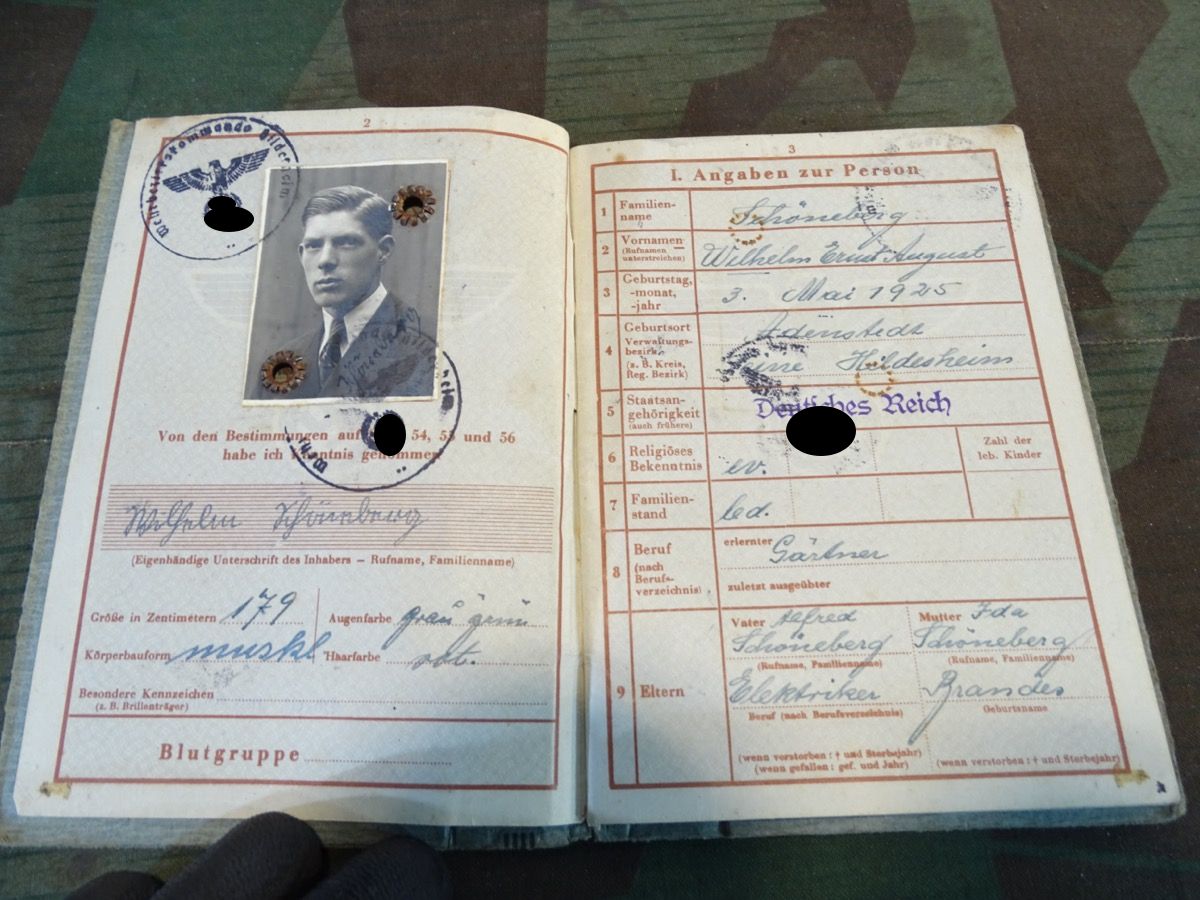 2
Wehrbezirkskommando Hildesheim
Von den Bestimmungen auf 54, 55 und 56
habe ich Kenntnis genommen
Wilhelm Schöneberg
(Eigenhändige Unterschrift des Inhabers – Rufname, Familienname)
Größe in Zentimetern 179
Augenfarbe grau grün
Körperbauform muskl
Haarfarbe
Besondere Kennzeichen
(z. B. Brillenträger)
Blutgruppe
3
I. Angaben zur Person
1 Familien-
name
Schöneberg
2 Vornamen
(Rufnamen
unterstreichen)
Wilhelm Ernst August
3 Geburtstag,
-monat,
-jahr
3. Mai 1925
4 Geburtsort
Verwaltungs-
bezirk
(z. B. Kreis,
Reg. Bezirk)
Adenstedt
Hildesheim
5 Staatsan-
gehörigkeit
(auch frühere)
Deutsches Reich
6 Religiöses
Bekenntnis
ev.
Zahl der
leb. Kinder
7 Familien-
stand
led.
8 Beruf
(nach
Berufs-
verzeichnis)
erlernter Gärtner
zuletzt ausgeübter
9 Eltern
Vater Alfred
Schöneberg
(Rufname, Familienname)
Elektriker
Beruf (nach Berufsverzeichnis)
(wenn verstorben: † und Sterbejahr)
(wenn gefallen: gef. und Jahr)
Mutter Ida
Schöneberg
(Rufname, Familienname)
Brandes
Geburtsname
(wenn verstorben: † und Sterbejahr)